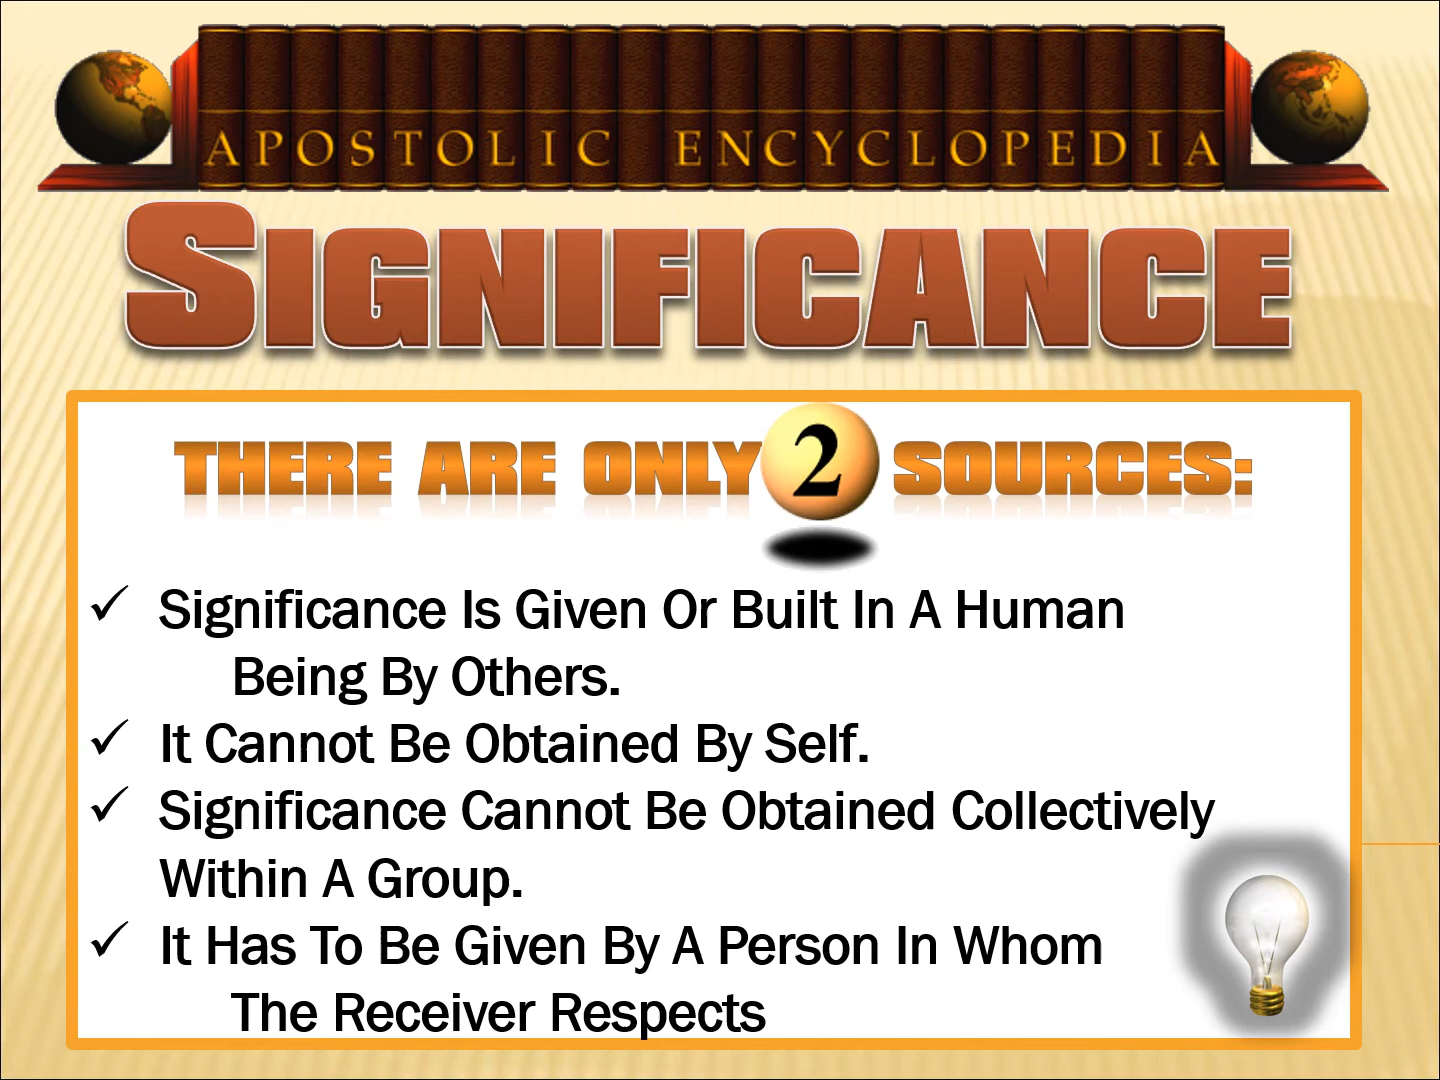 APOSTOLIC ENCYCLOPEDIA
SIGNIFICANCE
THERE ARE ONLY 2 SOURCES:
✓ Significance Is Given Or Built In A Human
Being By Others.
✓ It Cannot Be Obtained By Self.
✓ Significance Cannot Be Obtained Collectively
Within A Group.
✓ It Has To Be Given By A Person In Whom
The Receiver Respects